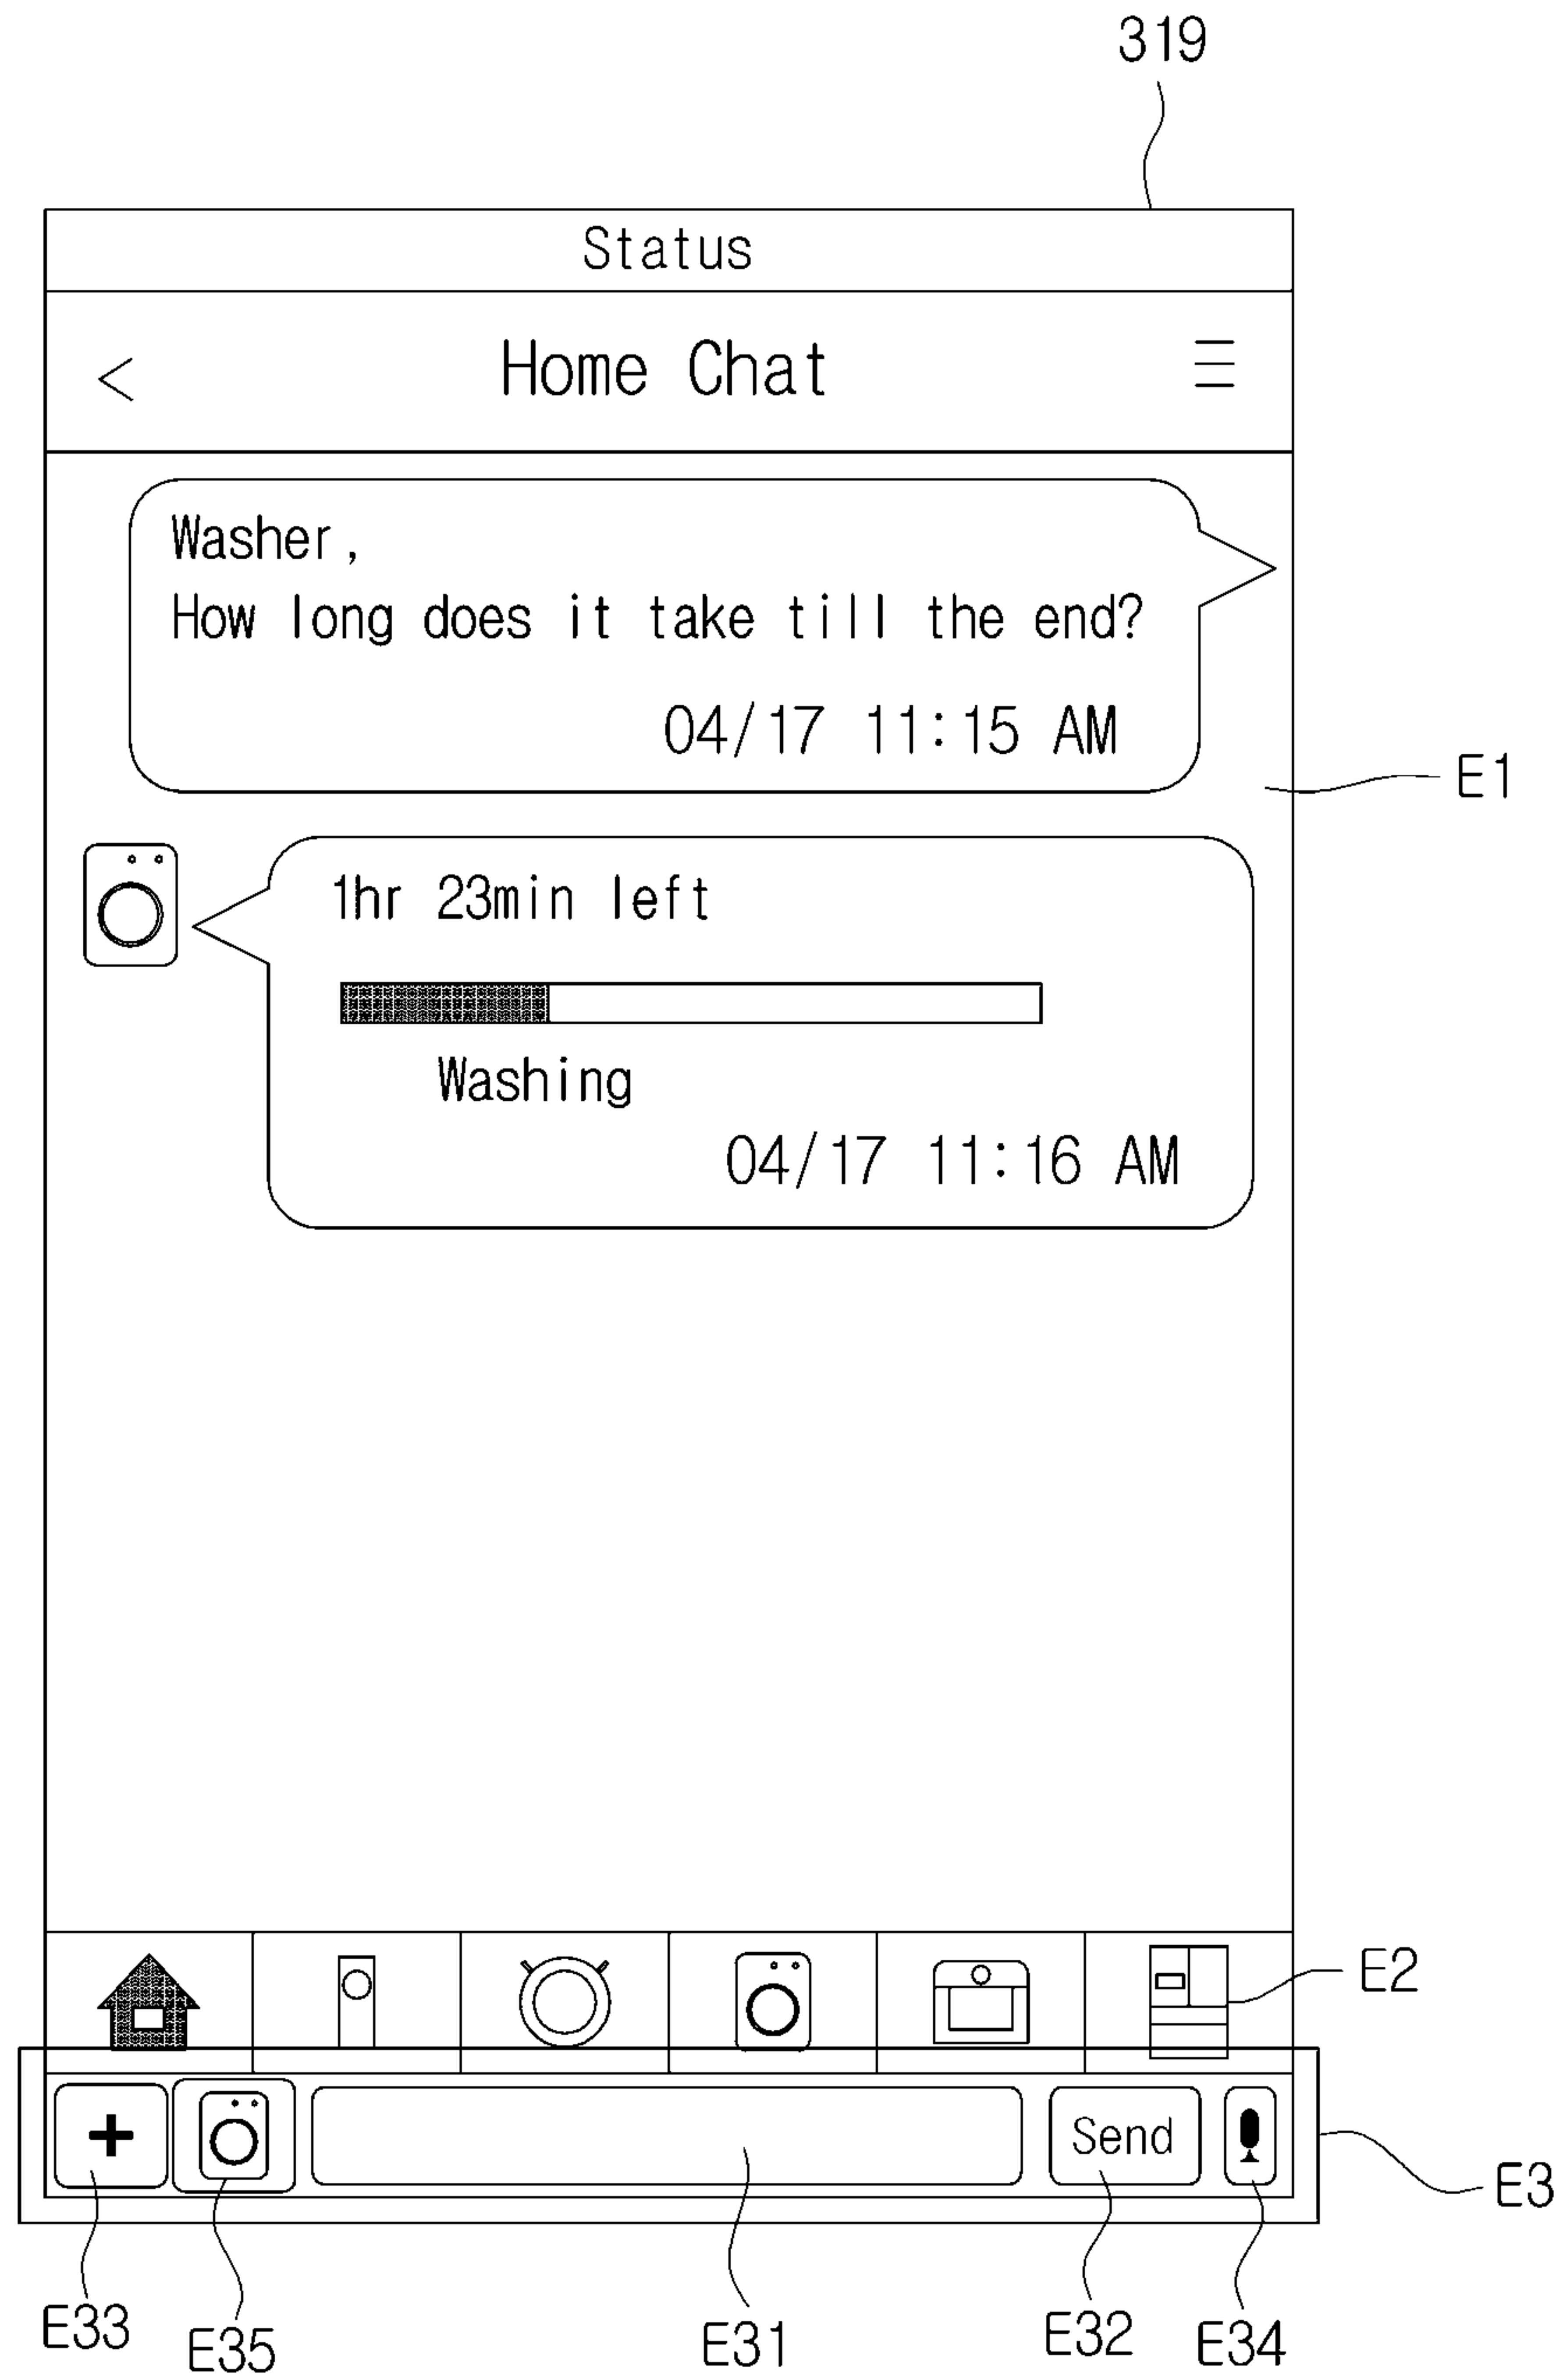 319
Status
< Home Chat
Washer,
How long does it take till the end?
04/17 11:15 AM
E1
1hr 23min left
Washing
04/17 11:16 AM
E2
+
Send
E3
E33
E35
E31
E32
E34